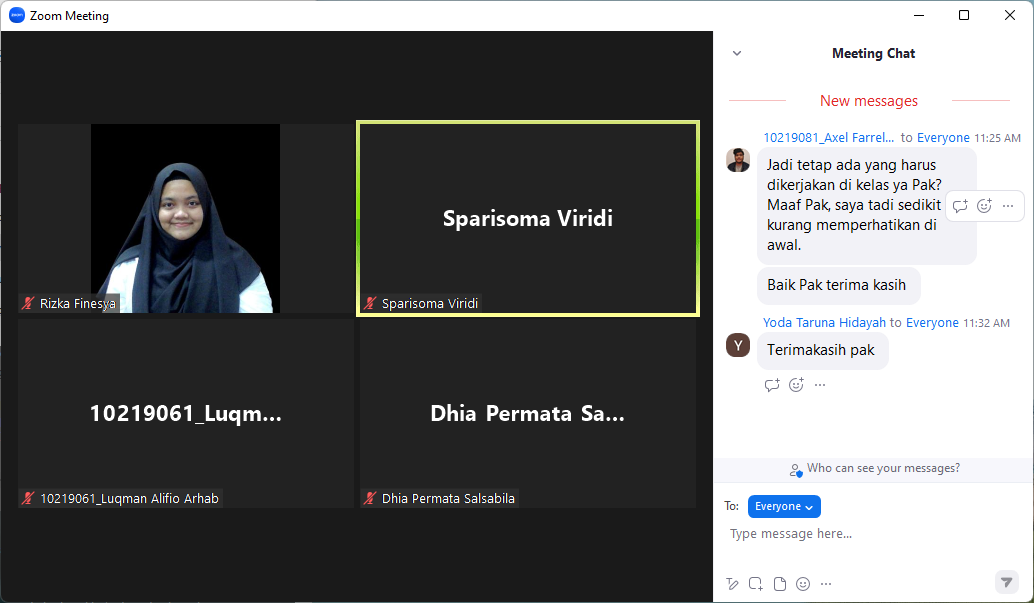 Zoom Meeting
Rizka Finesya
Sparisoma Viridi
Sparisoma Viridi
10219061_Luqm...
10219061_Luqman Alifio Arhab
Dhia Permata Sa...
Dhia Permata Salsabila
Meeting Chat
New messages
10219081_Axel Farrel... to Everyone 11:25 AM
Jadi tetap ada yang harus
dikerjakan di kelas ya Pak?
Maaf Pak, saya tadi sedikit
kurang memperhatikan di
awal.
Baik Pak terima kasih
Yoda Taruna Hidayah to Everyone 11:32 AM
Y
Terimakasih pak
Who can see your messages?
To: Everyone
Type message here...